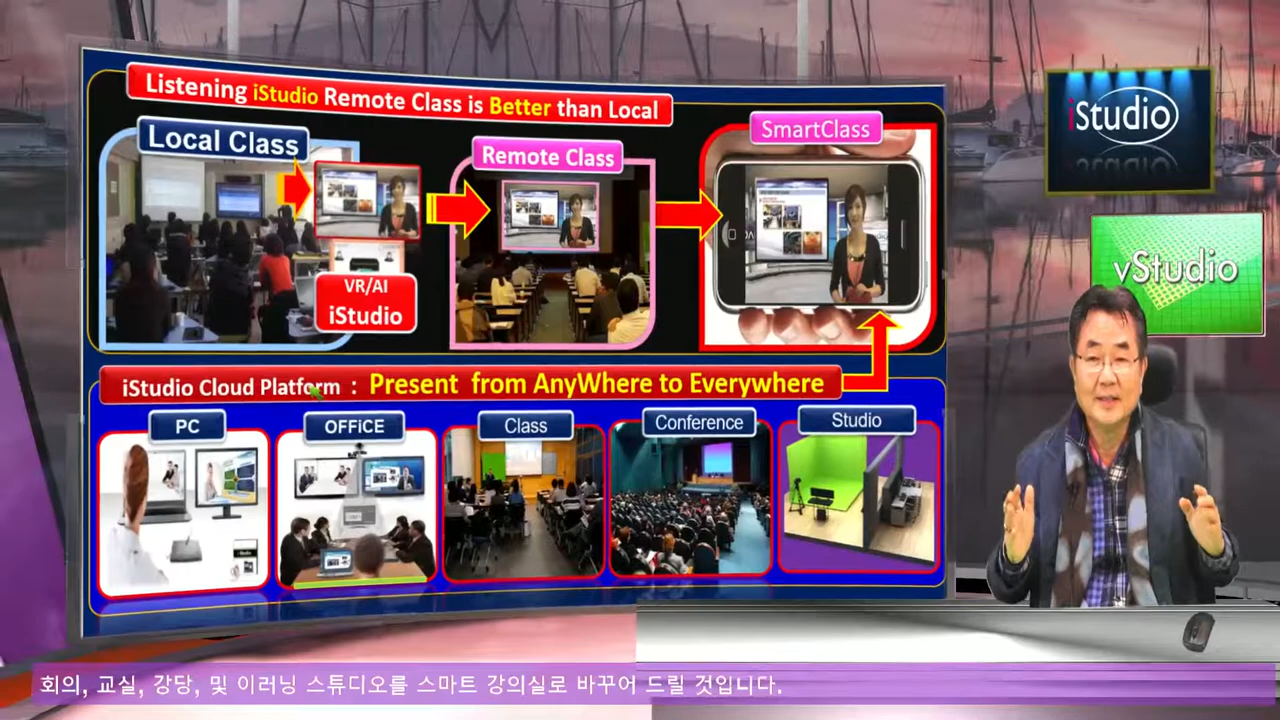 Listening iStudio Remote Class is Better than Local
Local Class
Remote Class
SmartClass
VR/AI
iStudio
iStudio Cloud Platform : Present from AnyWhere to Everywhere
PC
OFFiCE
Class
Conference
Studio
iStudio
vStudio
회의, 교실, 강당, 및 이러닝 스튜디오를 스마트 강의실로 바꾸어 드릴 것입니다.